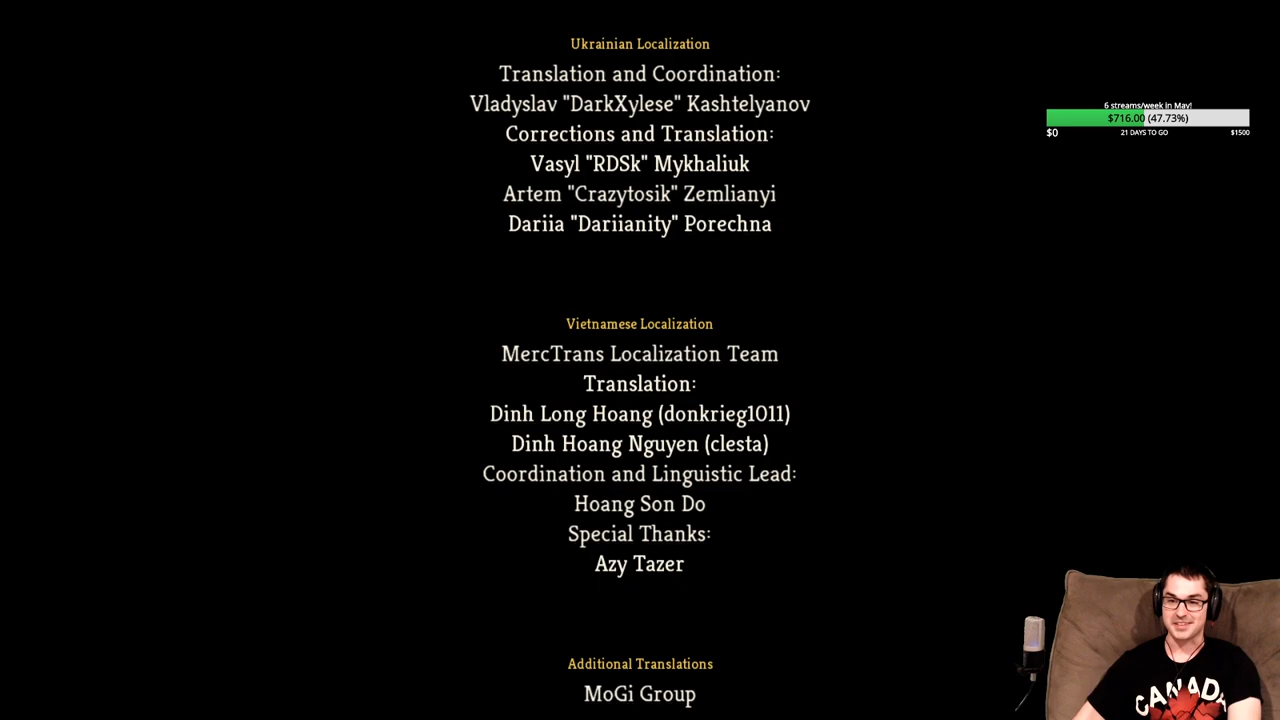 Ukrainian Localization
Translation and Coordination:
Vladyslav "DarkXylese" Kashtelyanov
Corrections and Translation:
Vasyl "RDSk" Mykhaliuk
Artem "Crazytosik" Zemlianyi
Dariia "Dariianity" Porechna
Vietnamese Localization
MercTrans Localization Team
Translation:
Dinh Long Hoang (donkrieg1011)
Dinh Hoang Nguyen (clesta)
Coordination and Linguistic Lead:
Hoang Son Do
Special Thanks:
Azy Tazer
Additional Translations
MoGi Group
6 streams/week in May!
$716.00 (47.73%)
$0 21 DAYS TO GO $1500
CANADA